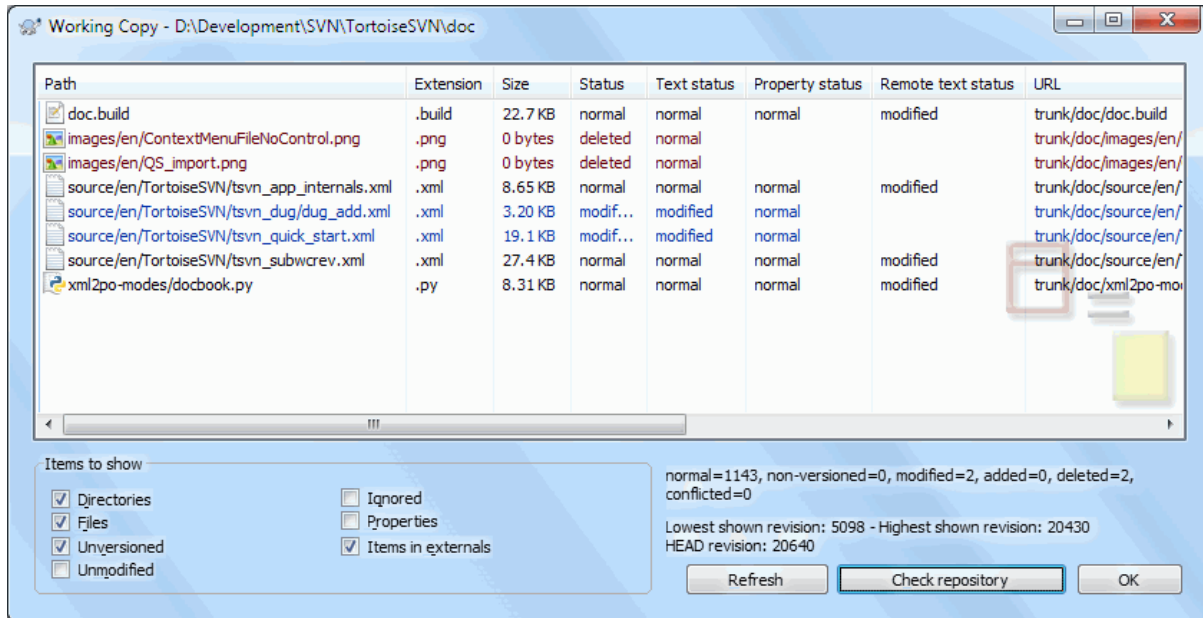 Working Copy - D:\Development\SVN\TortoiseSVN\doc
Path Extension Size Status Text status Property status Remote text status URL
doc.build .build 22.7 KB normal normal normal modified trunk/doc/doc.build
images/en/ContextMenuFileNoControl.png .png 0 bytes deleted normal trunk/doc/images/en/
images/en/QS_import.png .png 0 bytes deleted normal trunk/doc/images/en/
source/en/TortoiseSVN/tsvn_app_internals.xml .xml 8.65 KB normal normal normal modified trunk/doc/source/en/
source/en/TortoiseSVN/tsvn_dug/dug_add.xml .xml 3.20 KB modif... modified normal trunk/doc/source/en/
source/en/TortoiseSVN/tsvn_quick_start.xml .xml 19.1 KB modif... modified normal trunk/doc/source/en/
source/en/TortoiseSVN/tsvn_subwcrev.xml .xml 27.4 KB normal normal normal modified trunk/doc/source/en/
xml2po-modes/docbook.py .py 8.31 KB normal normal normal modified trunk/doc/xml2po-mo
Items to show
Directories Ignored
Files Properties
Unversioned Items in externals
Unmodified
normal=1143, non-versioned=0, modified=2, added=0, deleted=2,
conflicted=0
Lowest shown revision: 5098 - Highest shown revision: 20430
HEAD revision: 20640
Refresh Check repository OK